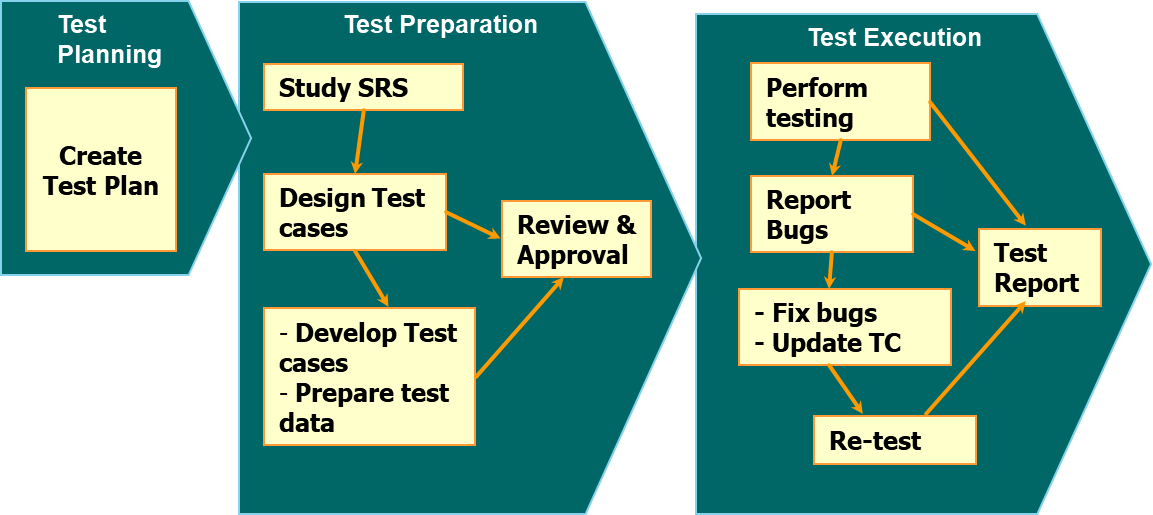 Test
Planning
Create
Test Plan
Test Preparation
Study SRS
Design Test
cases
Review &
Approval
- Develop Test
cases
- Prepare test
data
Test Execution
Perform
testing
Report
Bugs
Test
Report
- Fix bugs
- Update TC
Re-test